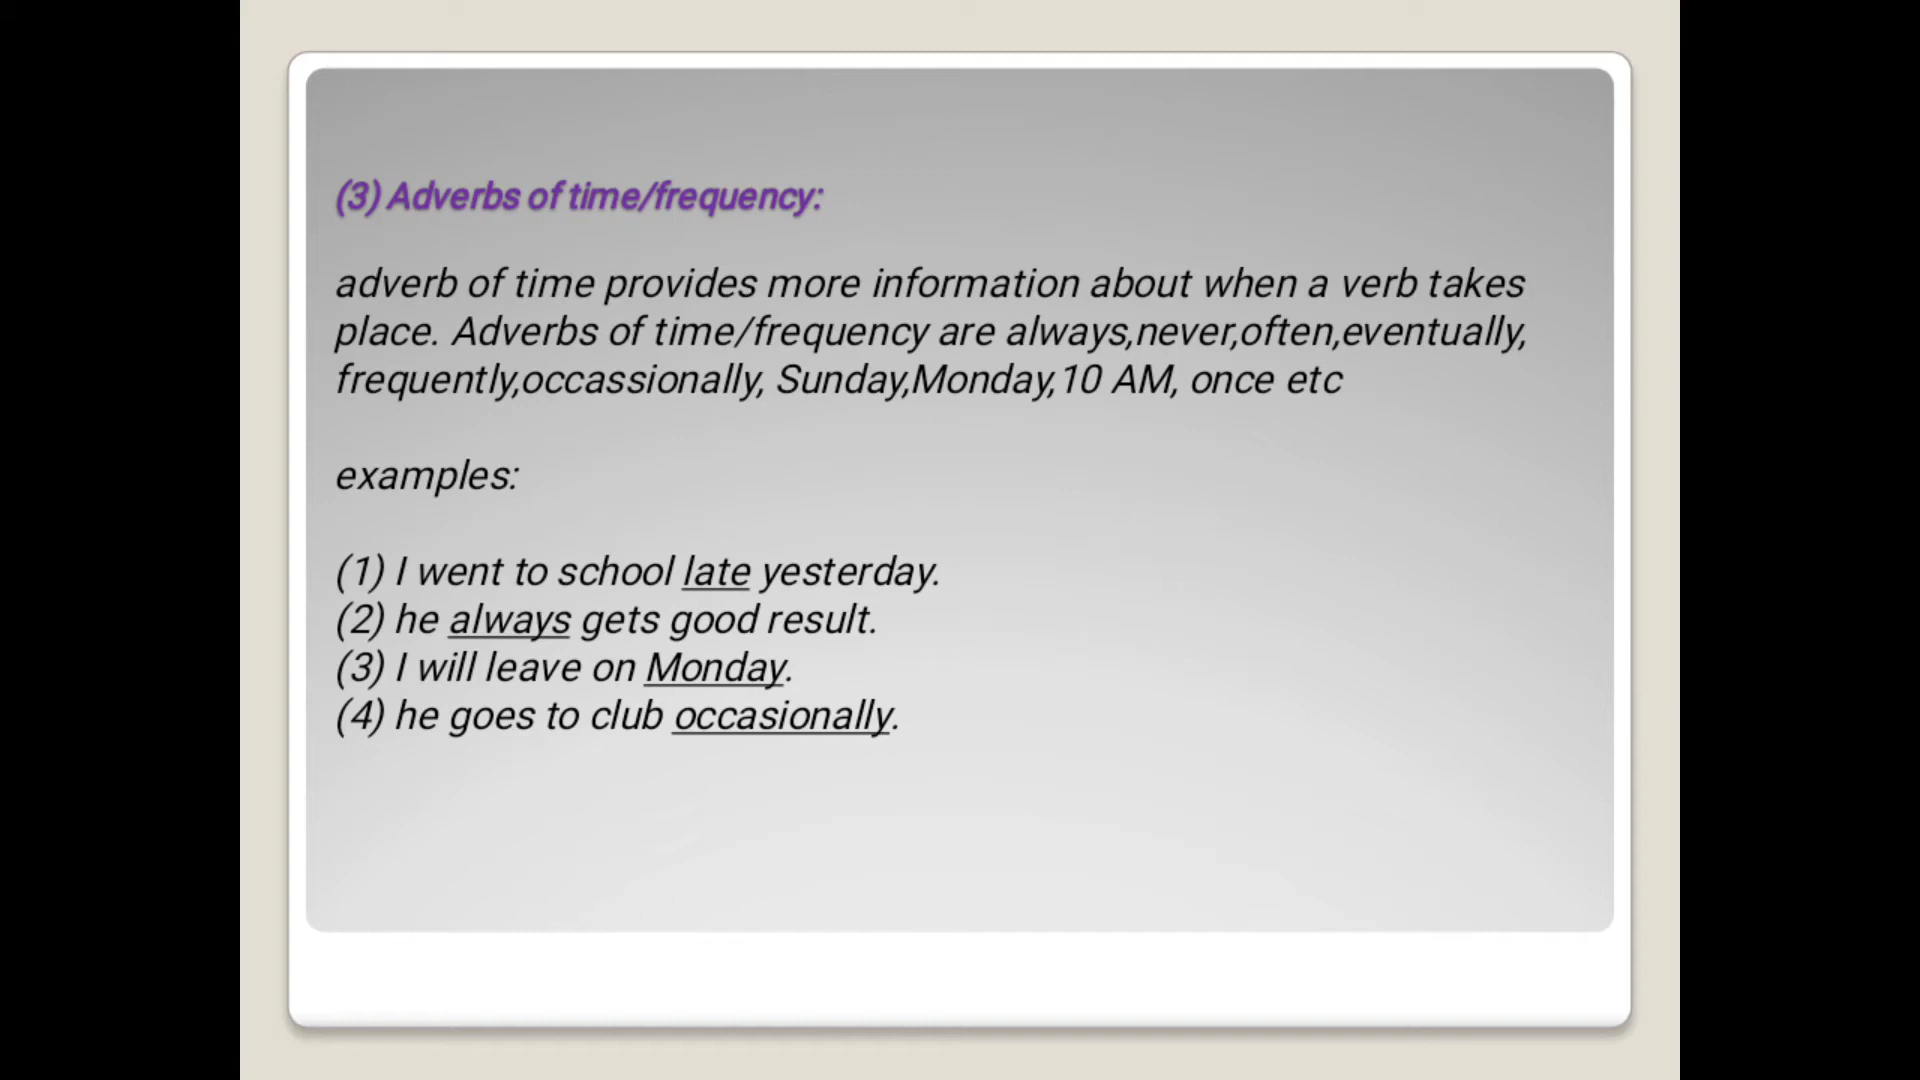 (3) Adverbs of time/frequency:
adverb of time provides more information about when a verb takes
place. Adverbs of time/frequency are always,never,often,eventually,
frequently,occassionally, Sunday,Monday,10 AM, once etc
examples:
(1) I went to school late yesterday.
(2) he always gets good result.
(3) I will leave on Monday.
(4) he goes to club occasionally.